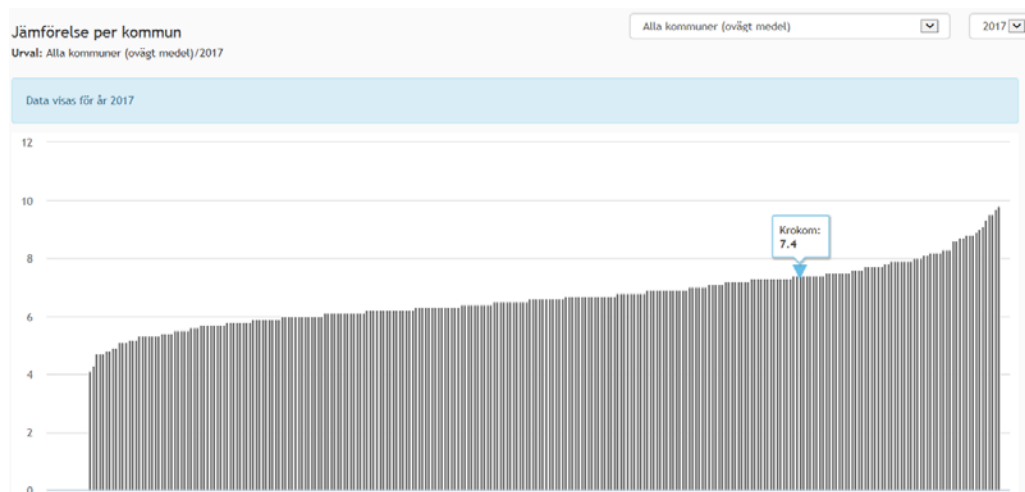 Jämförelse per kommun
Urval: Alla kommuner (ovägt medel)/2017
Alla kommuner (ovägt medel)
2017
Data visas för år 2017
12
10
Krokom:
7.4
8
6
4
2
0